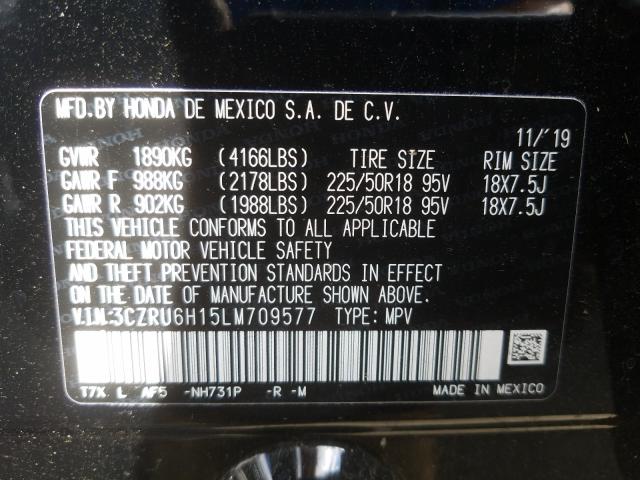 MFD.BY HONDA DE MEXICO S.A. DE C.V.
11/'19
GVWR 1890KG (4166LBS) TIRE SIZE RIM SIZE
GAWR F 988KG (2178LBS) 225/50R18 95V 18X7.5J
GAWR R 902KG (1988LBS) 225/50R18 95V 18X7.5J
THIS VEHICLE CONFORMS TO ALL APPLICABLE
FEDERAL MOTOR VEHICLE SAFETY
AND THEFT PREVENTION STANDARDS IN EFFECT
ON THE DATE OF MANUFACTURE SHOWN ABOVE.
V.I.N:3CZRU6H15LM709577 TYPE: MPV
T7X L AF5 -NH731P -R -M MADE IN MEXICO